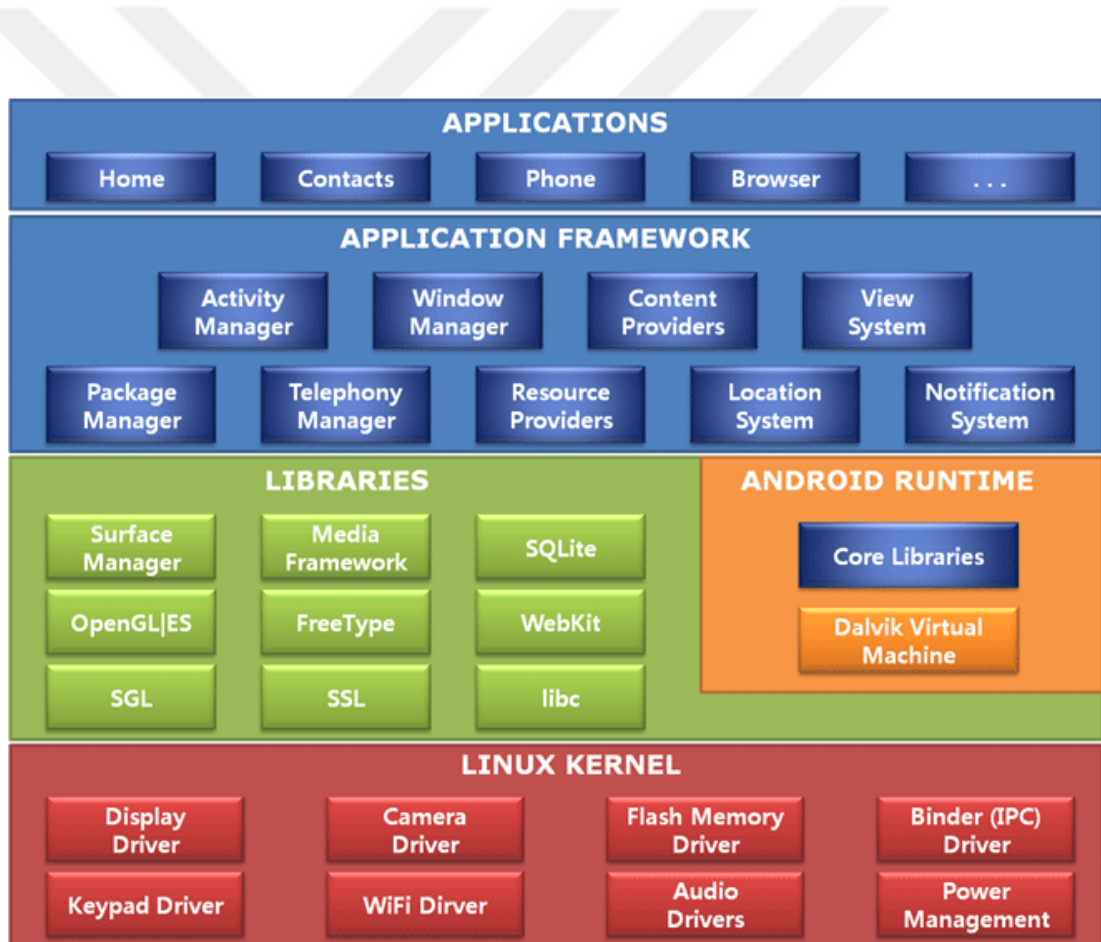 APPLICATIONS
Home
Contacts
Phone
Browser
. . .
APPLICATION FRAMEWORK
Activity
Manager
Window
Manager
Content
Providers
View
System
Package
Manager
Telephony
Manager
Resource
Providers
Location
System
Notification
System
LIBRARIES
Surface
Manager
Media
Framework
SQLite
OpenGL|ES
FreeType
WebKit
SGL
SSL
libc
ANDROID RUNTIME
Core Libraries
Dalvik Virtual
Machine
LINUX KERNEL
Display
Driver
Camera
Driver
Flash Memory
Driver
Binder (IPC)
Driver
Keypad Driver
WiFi Dirver
Audio
Drivers
Power
Management